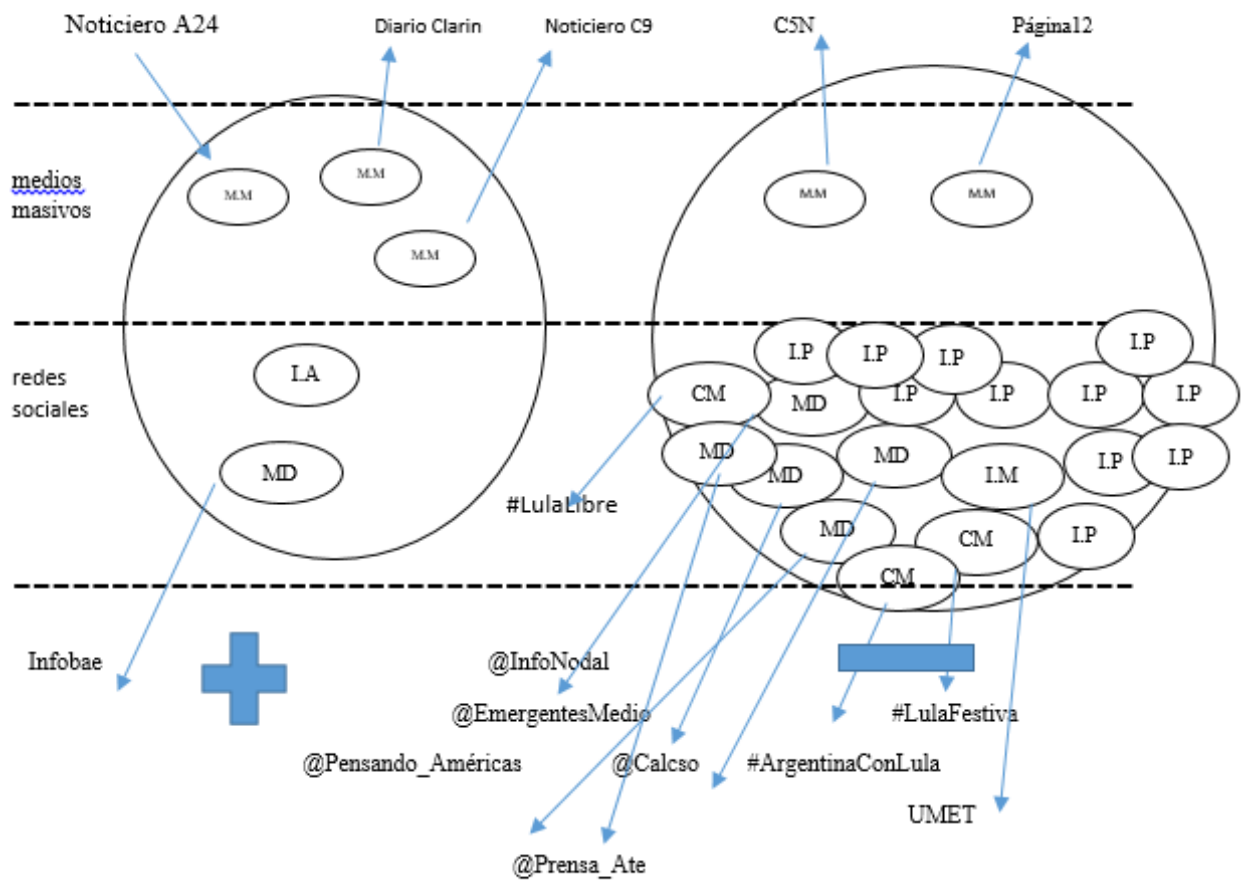 Noticiero A24
Diario Clarin
Noticiero C9
C5N
Página12
medios
masivos
M.M
M.M
M.M
M.M
M.M
redes
sociales
I.A
MD
I.P
I.P
I.P
I.P
CM
MD
I.P
I.P
I.P
I.P
MD
MD
MD
I.M
I.P
I.P
MD
CM
I.P
CM
#LulaLibre
Infobae
@InfoNodal
@EmergentesMedio
#LulaFestiva
@Pensando_Américas
@Calcso
#ArgentinaConLula
UMET
@Prensa_Ate